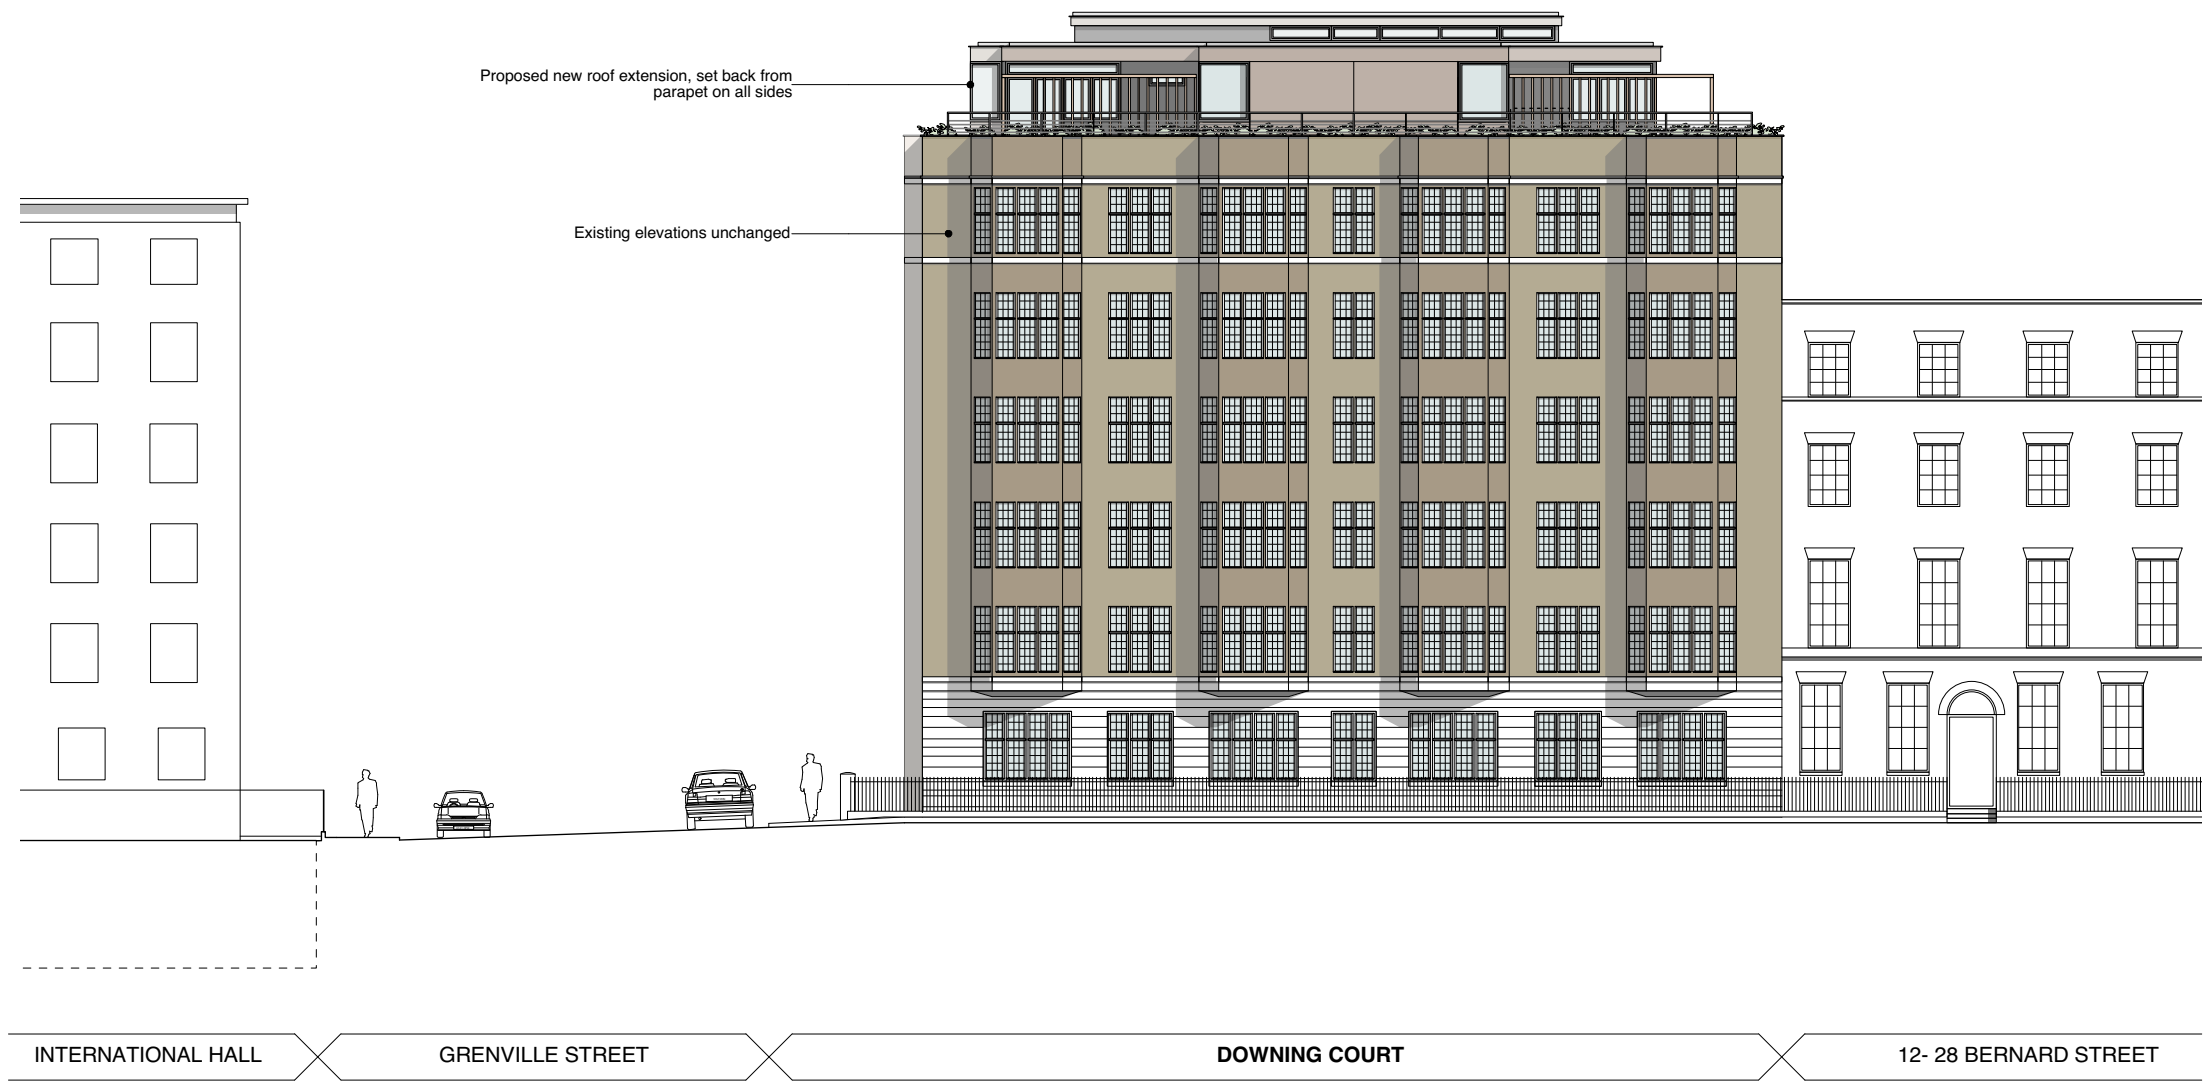 Proposed new roof extension, set back from
parapet on all sides
Existing elevations unchanged
INTERNATIONAL HALL
GRENVILLE STREET
DOWNING COURT
12- 28 BERNARD STREET